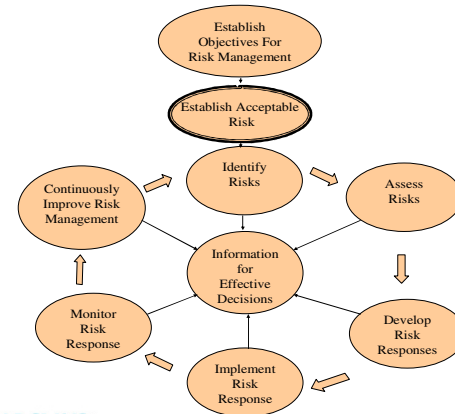 Establish
Objectives For
Risk Management
Establish Acceptable
Risk
Identify
Risks
Continuously
Improve Risk
Management
Assess
Risks
Information
for
Effective
Decisions
Monitor
Risk
Response
Develop
Risk
Responses
Implement
Risk
Response